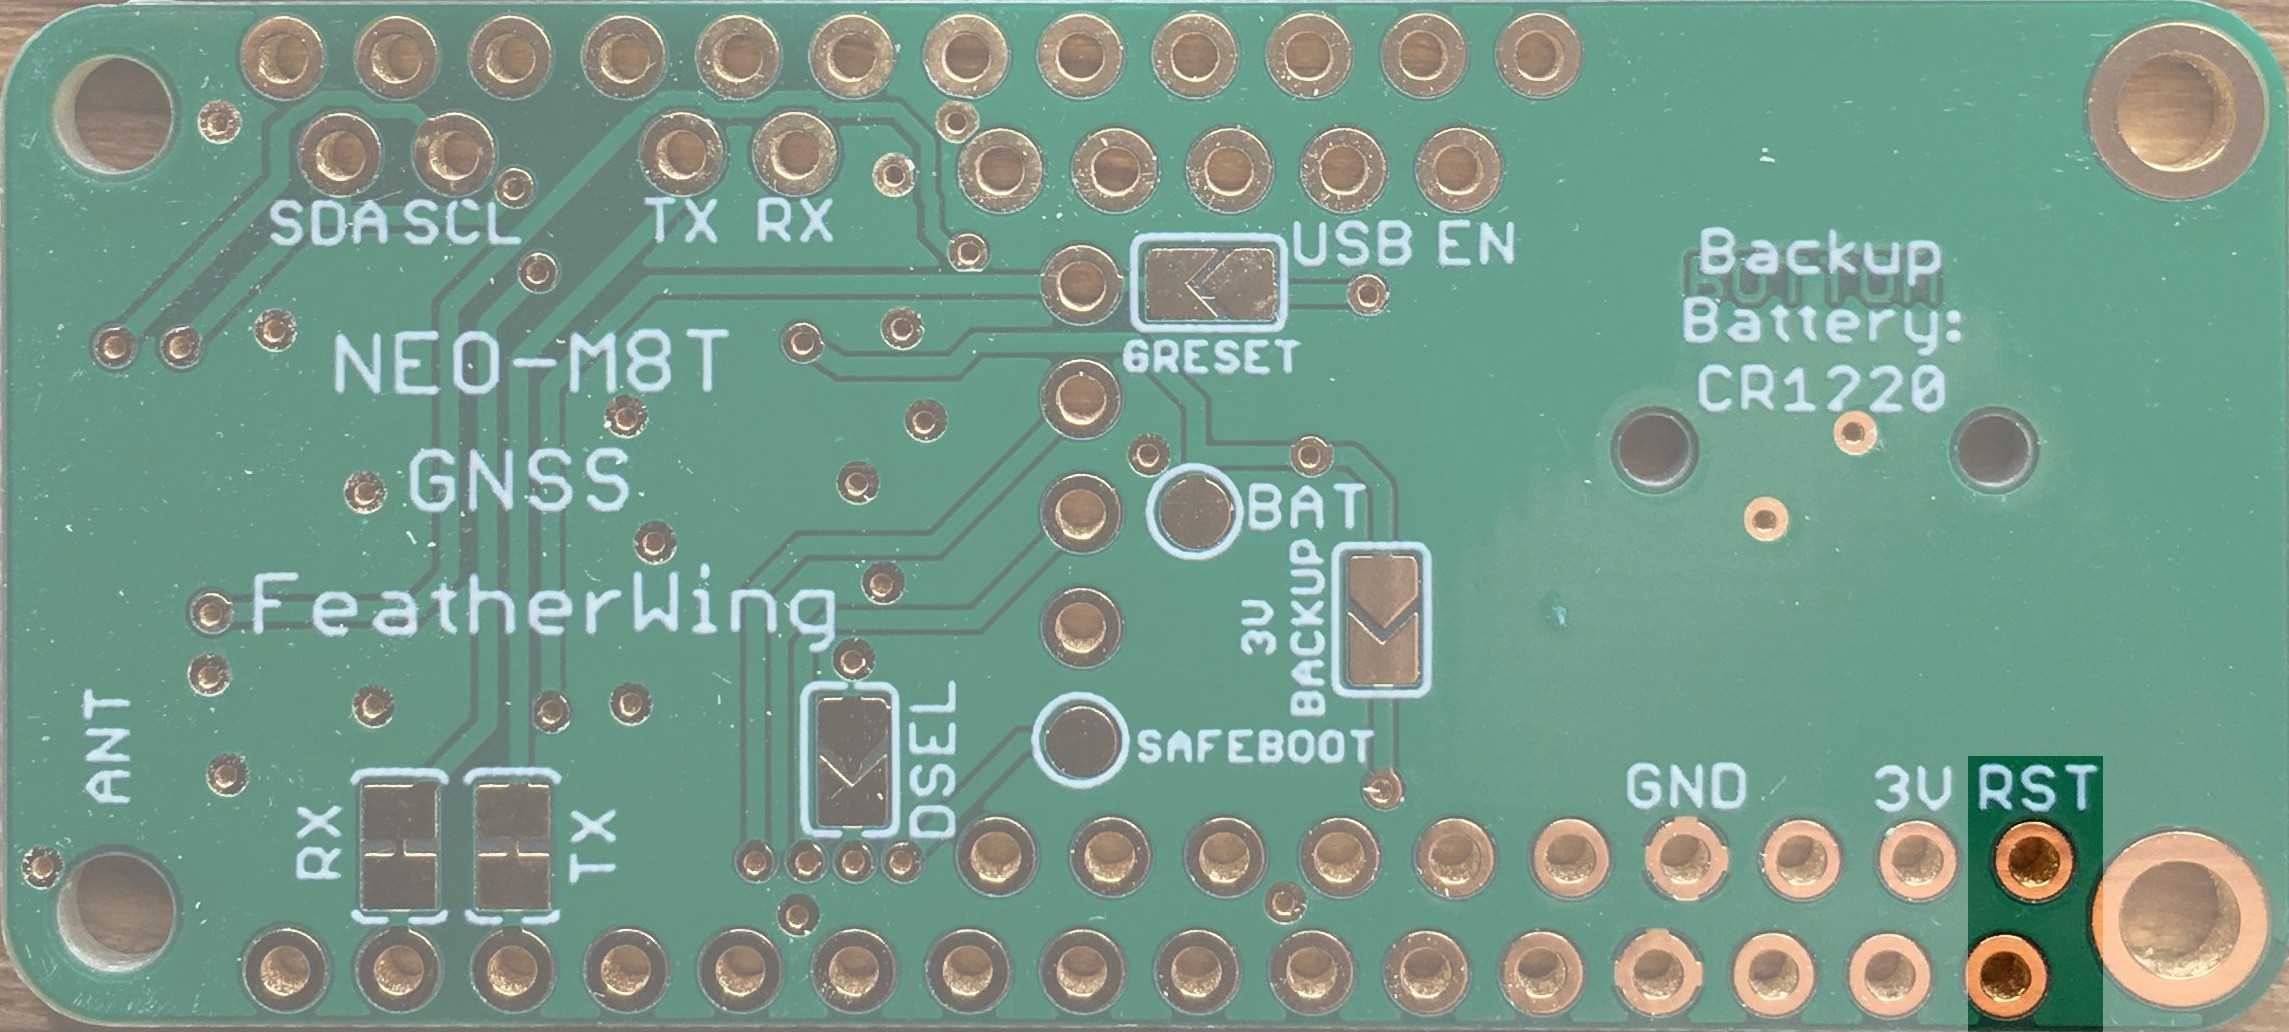 SDA SCL TX RX
USB EN
GRESET
NEO-M8T
GNSS
FeatherWing
Backup
Battery:
CR1220
BAT
3V
BACKUP
ANT
RX
TX
DSEL
SAFEBOOT
GND 3V RST